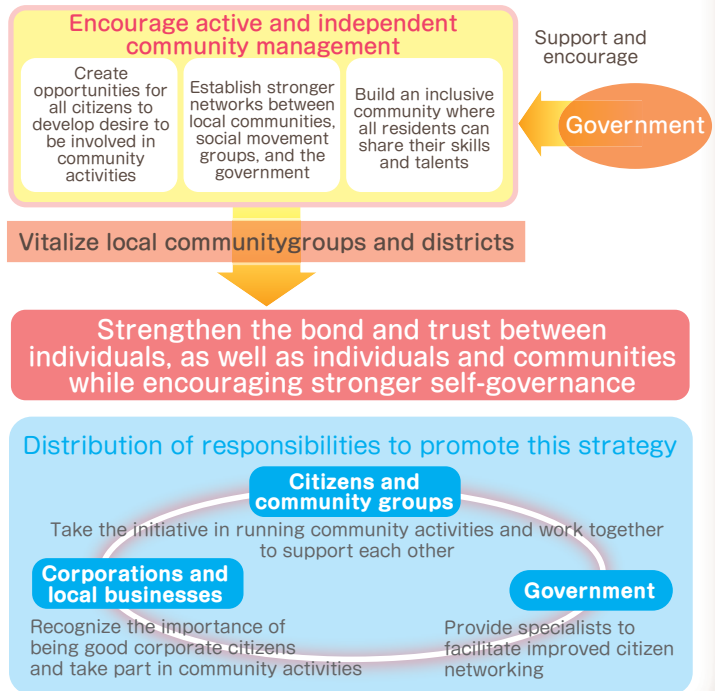 Encourage active and independent
community management
Create
opportunities for
all citizens to
develop desire to
be involved in
community
activities
Establish stronger
networks between
local communities,
social movement
groups, and the
government
Build an inclusive
community where
all residents can
share their skills
and talents
Support and
encourage
Government
Vitalize local communitygroups and districts
Strengthen the bond and trust between
individuals, as well as individuals and communities
while encouraging stronger self-governance
Distribution of responsibilities to promote this strategy
Citizens and
community groups
Take the initiative in running community activities and work together
to support each other
Corporations and
local businesses
Recognize the importance of
being good corporate citizens
and take part in community activities
Government
Provide specialists to
facilitate improved citizen
networking